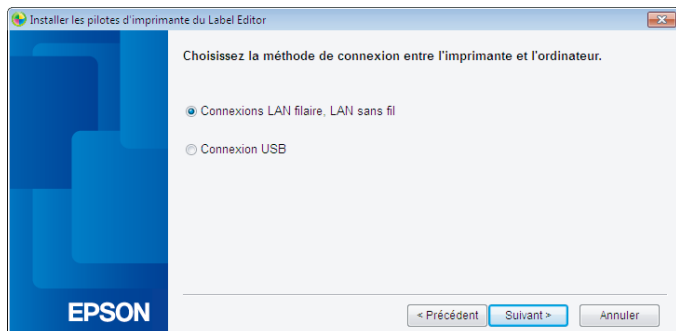 Installer les pilotes d'imprimante du Label Editor
Choisissez la méthode de connexion entre l'imprimante et l'ordinateur.
Connexions LAN filaire, LAN sans fil
Connexion USB
EPSON
< Précédent Suivant > Annuler